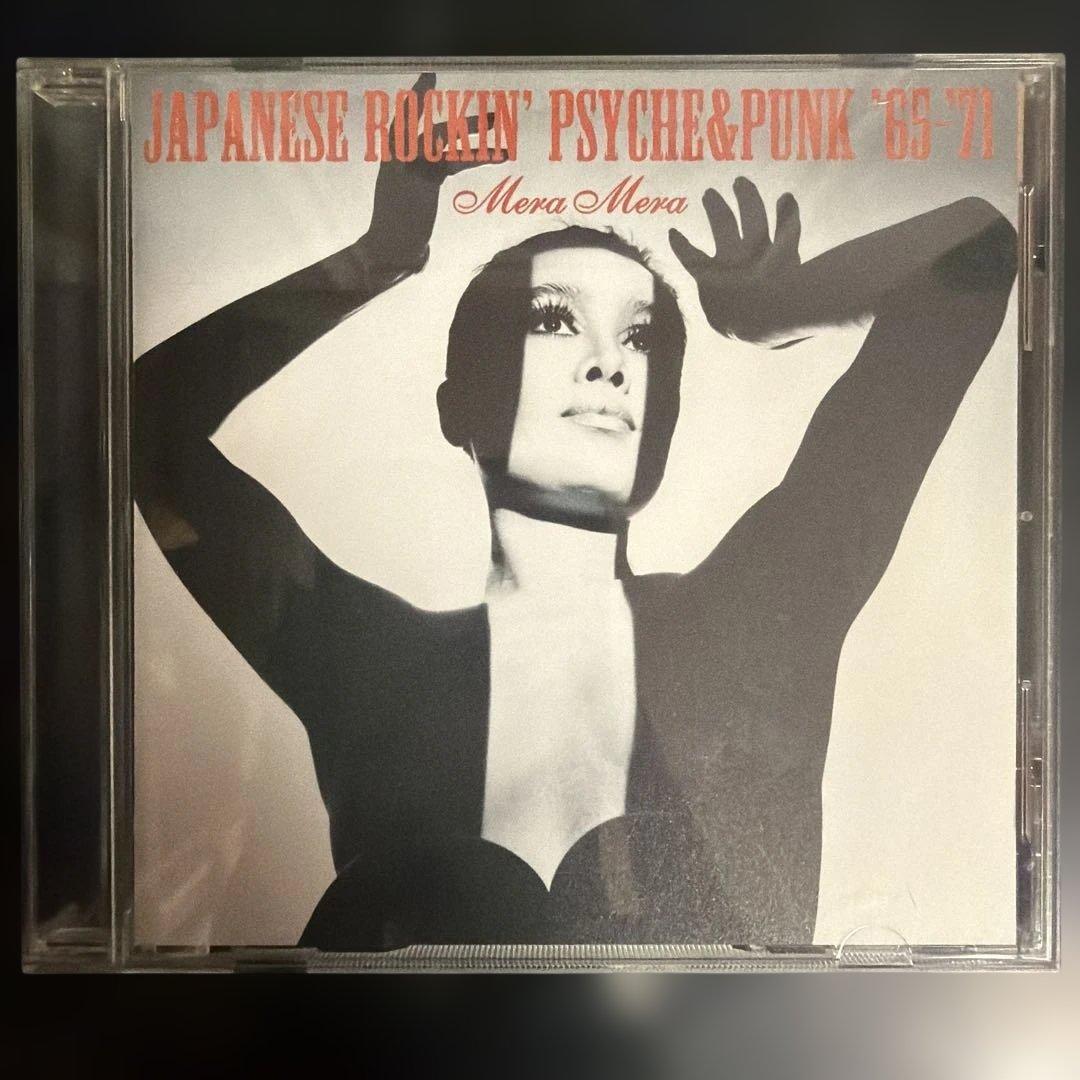 JAPANESE ROCKIN' PSYCHE&PUNK '65-'71
Mera Mera